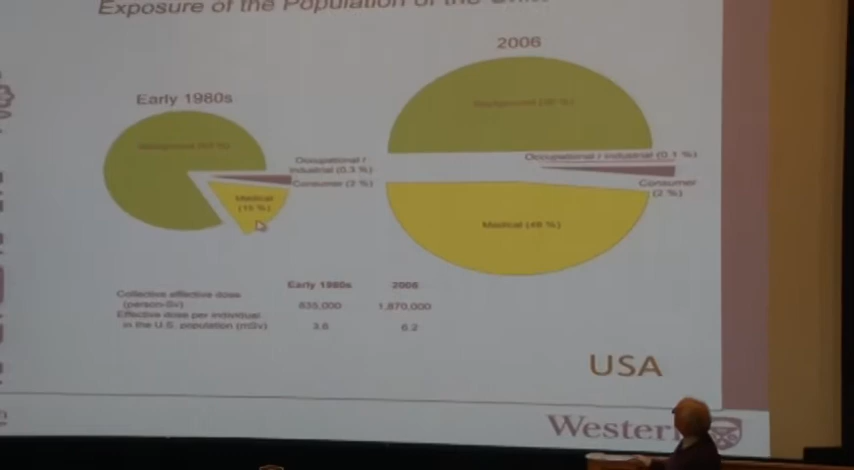 Exposure of the Population of the
2006
Early 1980s
Occupational /
Industrial (0.3 %)
Consumer (2 %)
Medical
(15 %)
Occupational / Industrial (0.1 %)
Consumer
(2 %)
Medical (48 %)
Early 1980s 2006
Collective effective dose
(person-Sv) 835,000 1,870,000
Effective dose per individual
in the U.S. population (mSv) 3.6 6.2
USA
Western